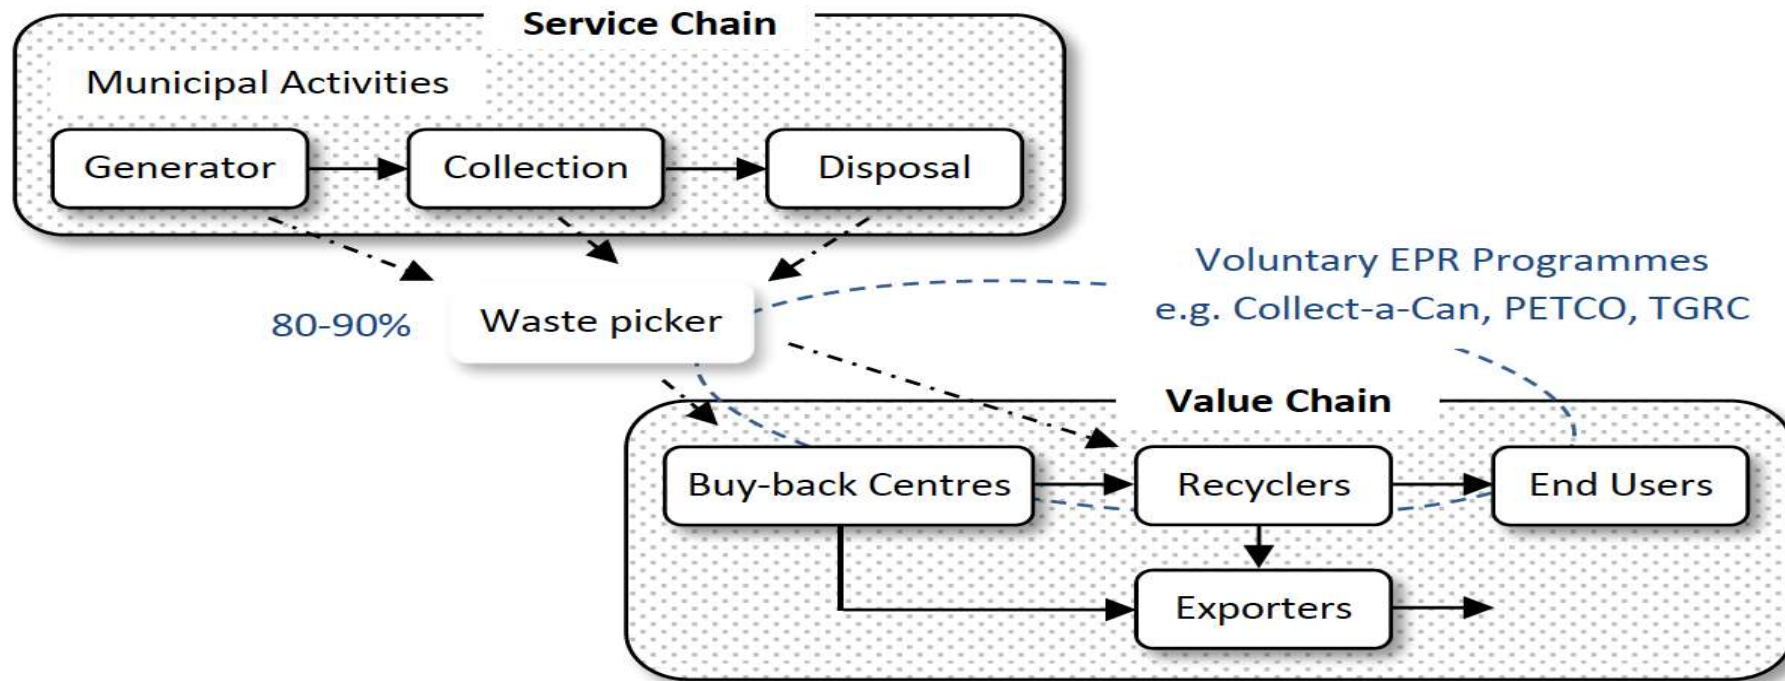 Service Chain
Municipal Activities
Generator
Collection
Disposal
Voluntary EPR Programmes
e.g. Collect-a-Can, PETCO, TGRC
80-90%
Waste picker
Value Chain
Buy-back Centres
Recyclers
End Users
Exporters